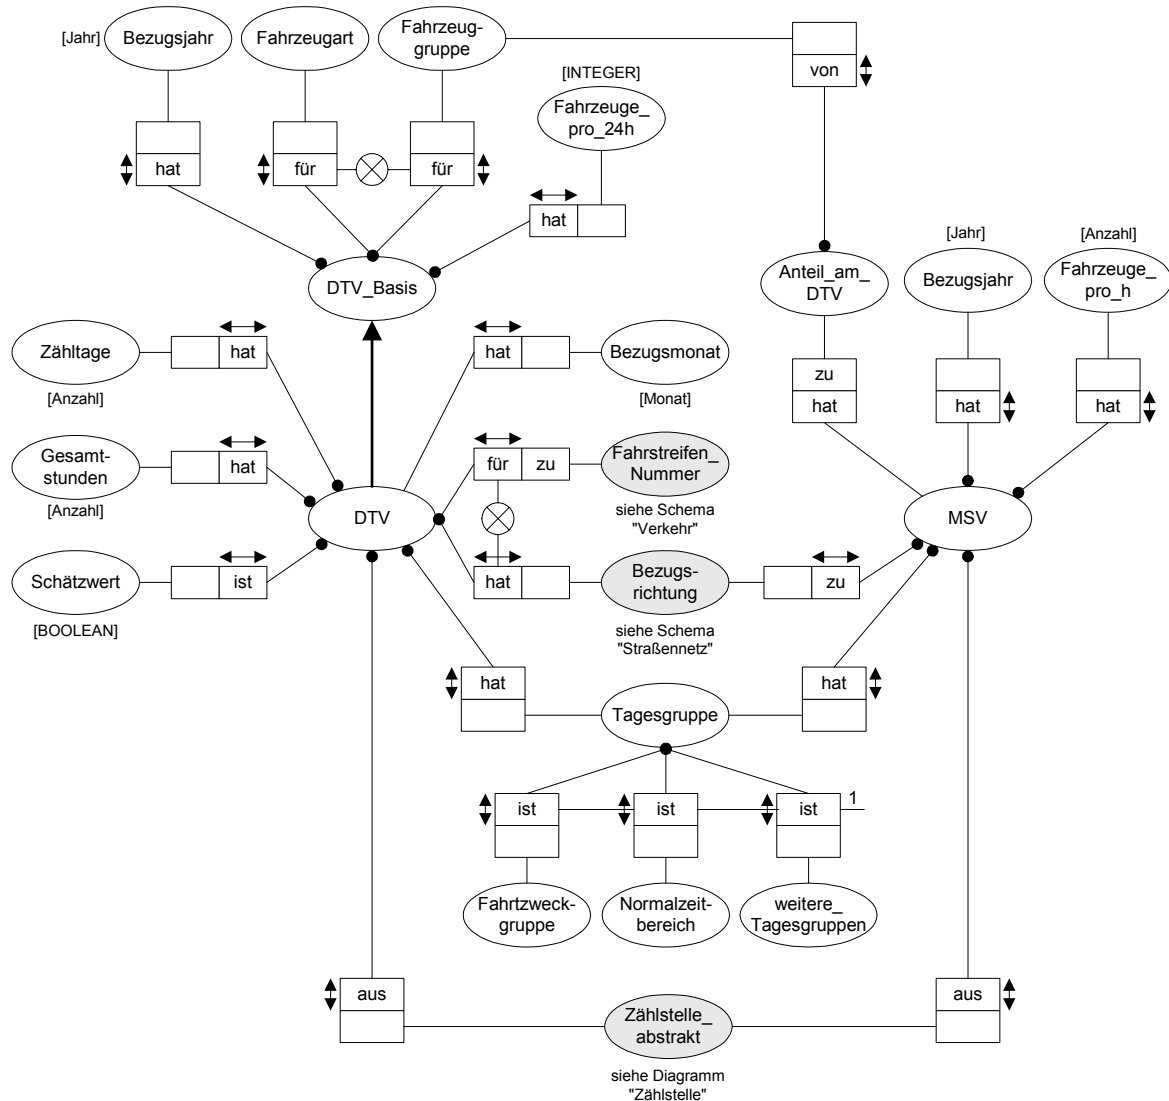 [Jahr]
Bezugsjahr
Fahrzeugart
Fahrzeug-
gruppe
von
[INTEGER]
Fahrzeuge_
pro_24h
hat
für
für
hat
DTV_Basis
Anteil_am_
DTV
[Jahr]
Bezugsjahr
[Anzahl]
Fahrzeuge_
pro_h
Zähltage
[Anzahl]
hat
hat
Bezugsmonat
[Monat]
zu
hat
hat
hat
Gesamt-
stunden
[Anzahl]
hat
für
zu
Fahrstreifen_
Nummer
siehe Schema
"Verkehr"
DTV
MSV
Schätzwert
[BOOLEAN]
ist
hat
Bezugs-
richtung
siehe Schema
"Straßennetz"
zu
hat
Tagesgruppe
hat
ist
ist
ist
1
Fahrtzweck-
gruppe
Normalzeit-
bereich
weitere_
Tagesgruppen
aus
Zählstelle_
abstrakt
siehe Diagramm
"Zählstelle"
aus